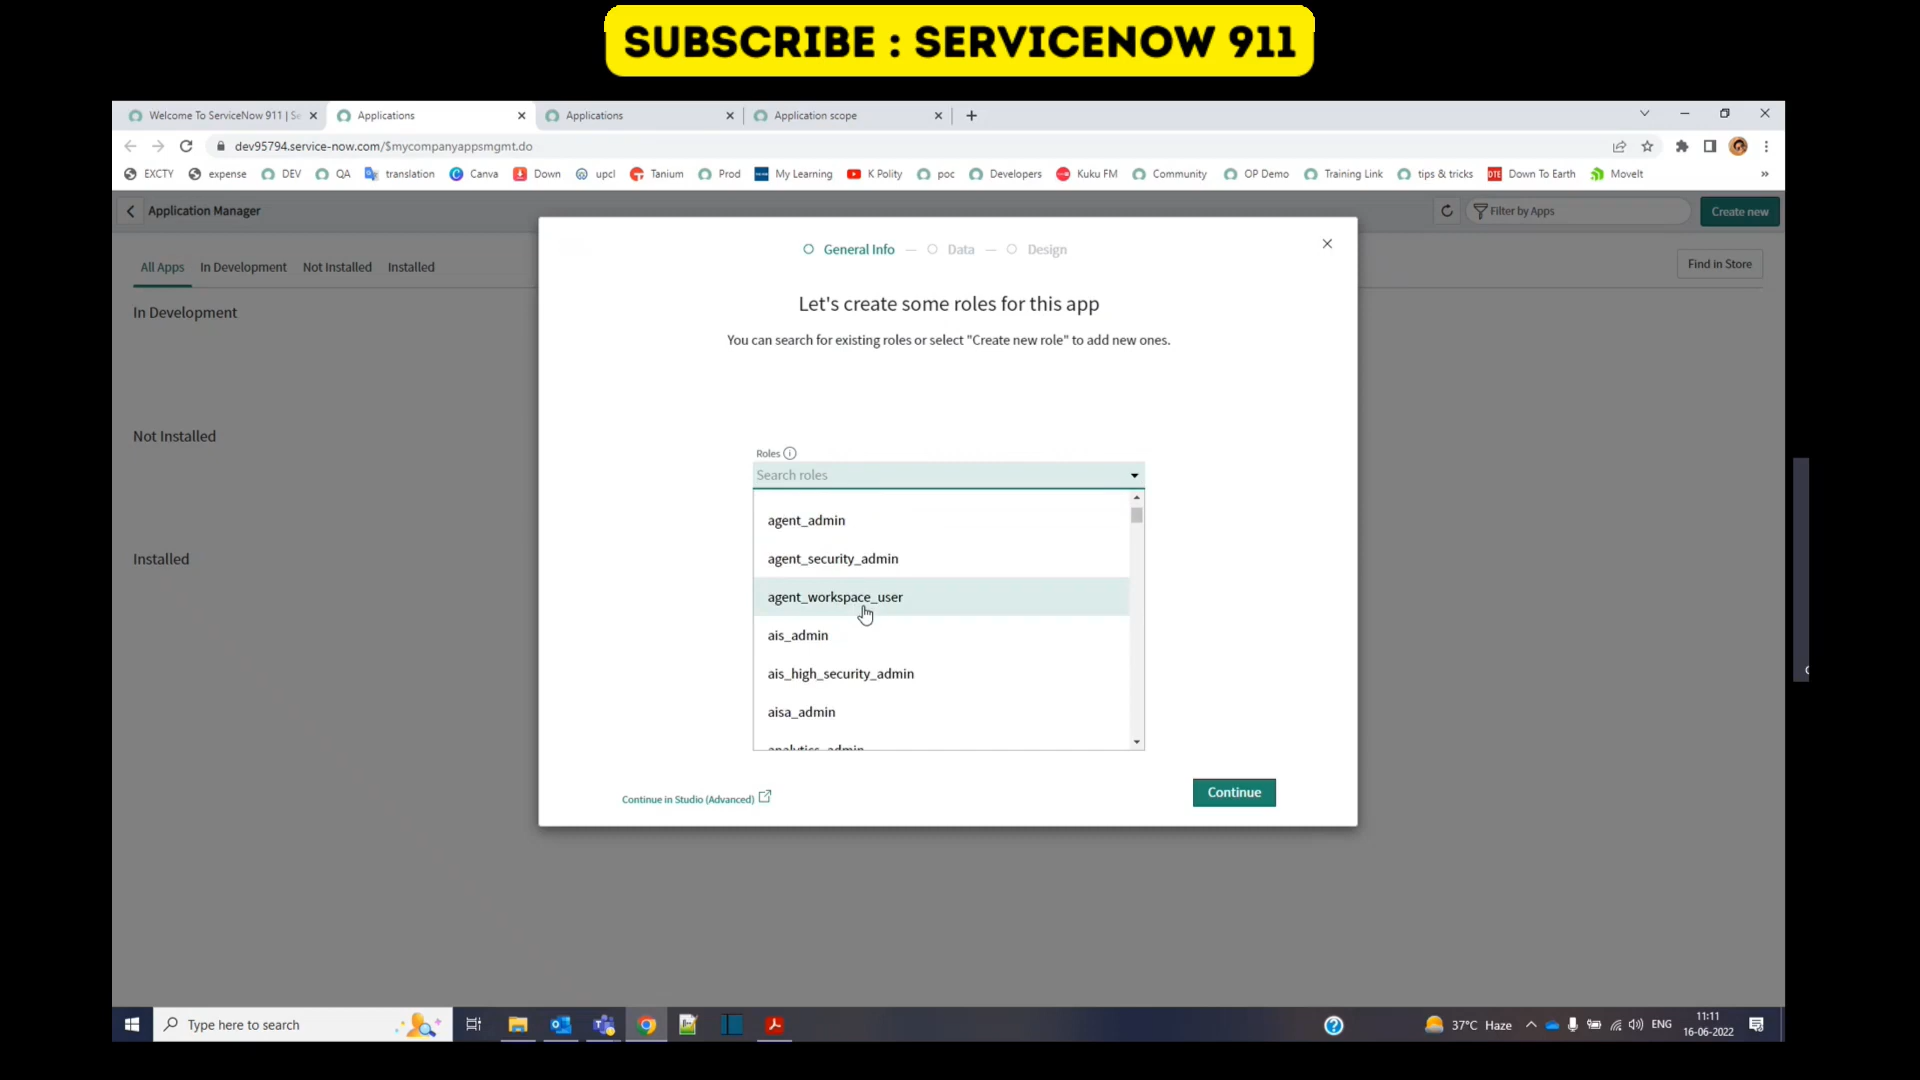 SUBSCRIBE : SERVICENOW 911
Welcome To ServiceNow 911 | Se
Applications
Applications
Application scope
dev95794.service-now.com/$mycompanyappsmgmt.do
EXCTY
expense
DEV
QA
translation
Canva
Down
upcl
Tanium
Prod
My Learning
K Polity
poc
Developers
Kuku FM
Community
OP Demo
Training Link
tips & tricks
DTE
Down To Earth
MoveIt
»
Application Manager
Filter by Apps
Create new
All Apps
In Development
Not Installed
Installed
Find in Store
In Development
Not Installed
Installed
General Info
Data
Design
Let's create some roles for this app
You can search for existing roles or select "Create new role" to add new ones.
Roles
Search roles
agent_admin
agent_security_admin
agent_workspace_user
ais_admin
ais_high_security_admin
aisa_admin
analytics_admin
Continue in Studio (Advanced)
Continue
Type here to search
37°C Haze
ENG
11:11
16-06-2022